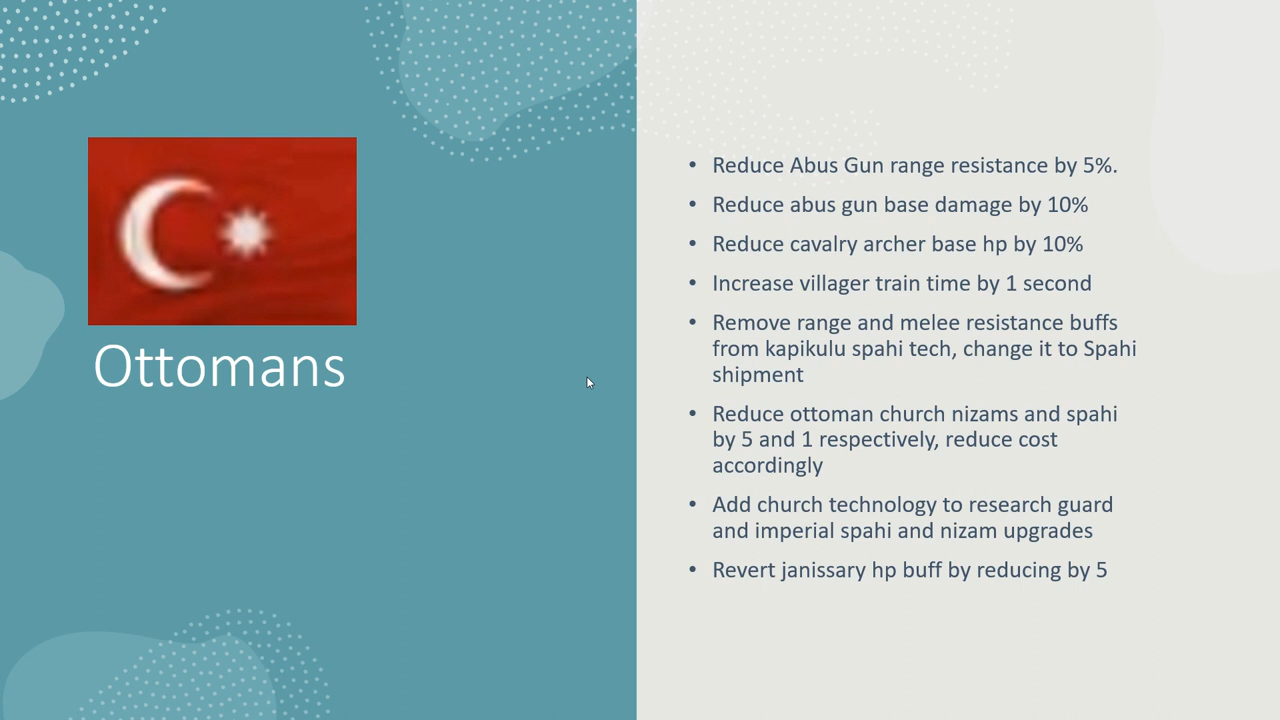 Ottomans
• Reduce Abus Gun range resistance by 5%.
• Reduce abus gun base damage by 10%
• Reduce cavalry archer base hp by 10%
• Increase villager train time by 1 second
• Remove range and melee resistance buffs
from kapikulu spahi tech, change it to Spahi
shipment
• Reduce ottoman church nizams and spahi
by 5 and 1 respectively, reduce cost
accordingly
• Add church technology to research guard
and imperial spahi and nizam upgrades
• Revert janissary hp buff by reducing by 5